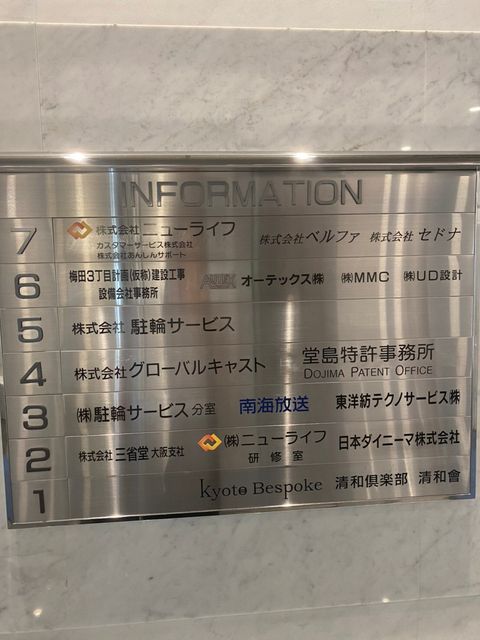 INFORMATION
7 株式会社 ニューライフ 株式会社 ベルファ 株式会社 セドナ
カスタマーサービス株式会社
株式会社あんしんサポート
6 梅田3丁目計画(仮称)建設工事 AUTEX オーテックス㈱ ㈱MMC ㈱UD設計
設備会社事務所
5 株式会社 駐輪サービス
4 株式会社 グローバルキャスト 堂島特許事務所
DOJIMA PATENT OFFICE
3 ㈱駐輪サービス 分室 南海放送 東洋紡テクノサービス㈱
2 株式会社 三省堂 大阪支社 ㈱ニューライフ 日本ダイニーマ株式会社
研修室
1 kyoto Bespoke 清和倶楽部 清和會